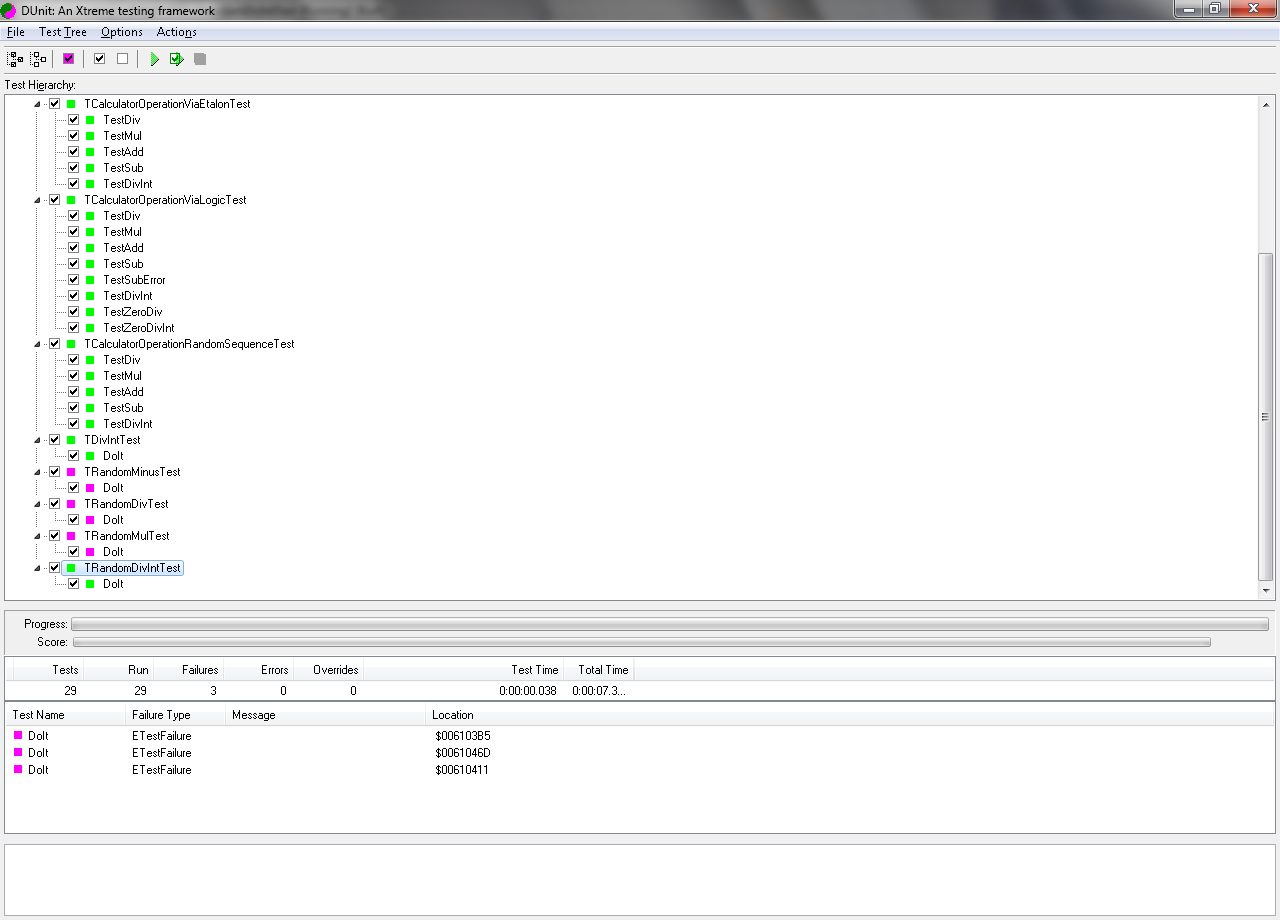 DUnit: An Xtreme testing framework
File Test Tree Options Actions
Test Hierarchy:
TCalculatorOperationViaEtalonTest
TestDiv
TestMul
TestAdd
TestSub
TestDivInt
TCalculatorOperationViaLogicTest
TestDiv
TestMul
TestAdd
TestSub
TestSubError
TestDivInt
TestZeroDiv
TestZeroDivInt
TCalculatorOperationRandomSequenceTest
TestDiv
TestMul
TestAdd
TestSub
TestDivInt
TDivIntTest
DoIt
TRandomMinusTest
DoIt
TRandomDivTest
DoIt
TRandomMulTest
DoIt
TRandomDivIntTest
DoIt
Progress:
Score:
Tests Run Failures Errors Overrides Test Time Total Time
29 29 3 0 0 0:00:00.038 0:00:07.3...
Test Name Failure Type Message Location
DoIt ETestFailure $006103B5
DoIt ETestFailure $0061046D
DoIt ETestFailure $00610411